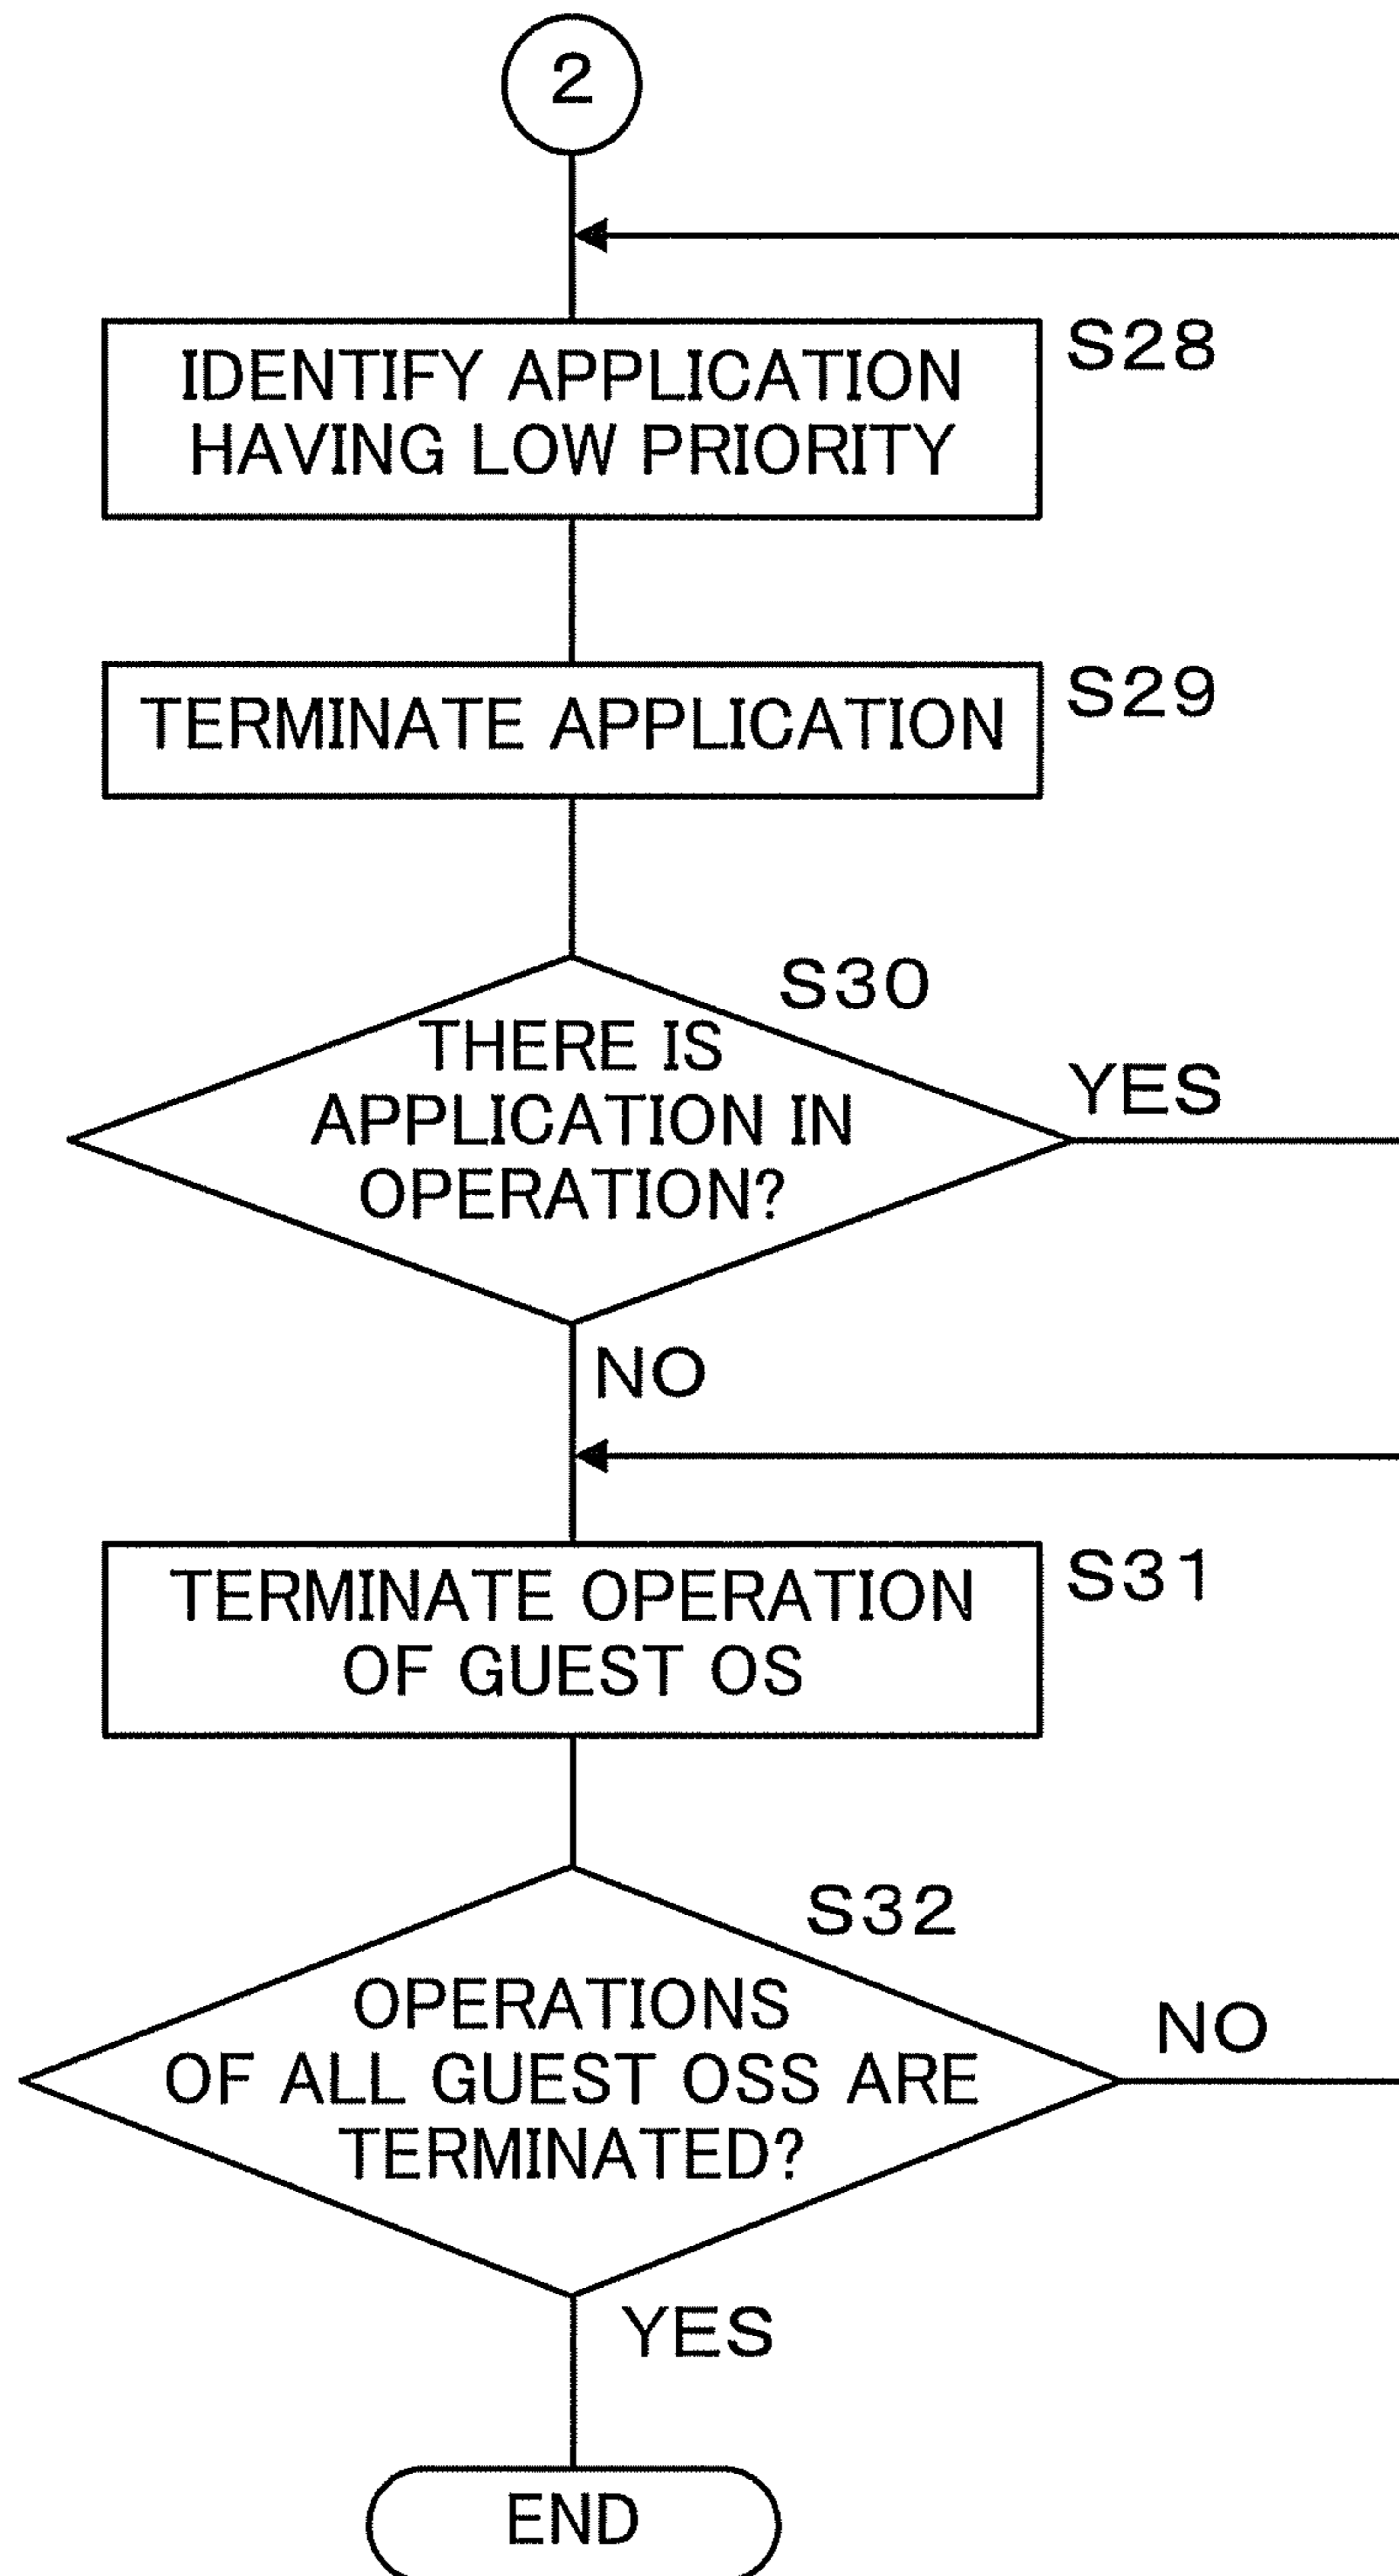 2
S28
IDENTIFY APPLICATION
HAVING LOW PRIORITY
S29
TERMINATE APPLICATION
S30
THERE IS
APPLICATION IN
OPERATION?
YES
NO
S31
TERMINATE OPERATION
OF GUEST OS
S32
OPERATIONS
OF ALL GUEST OSS ARE
TERMINATED?
NO
YES
END